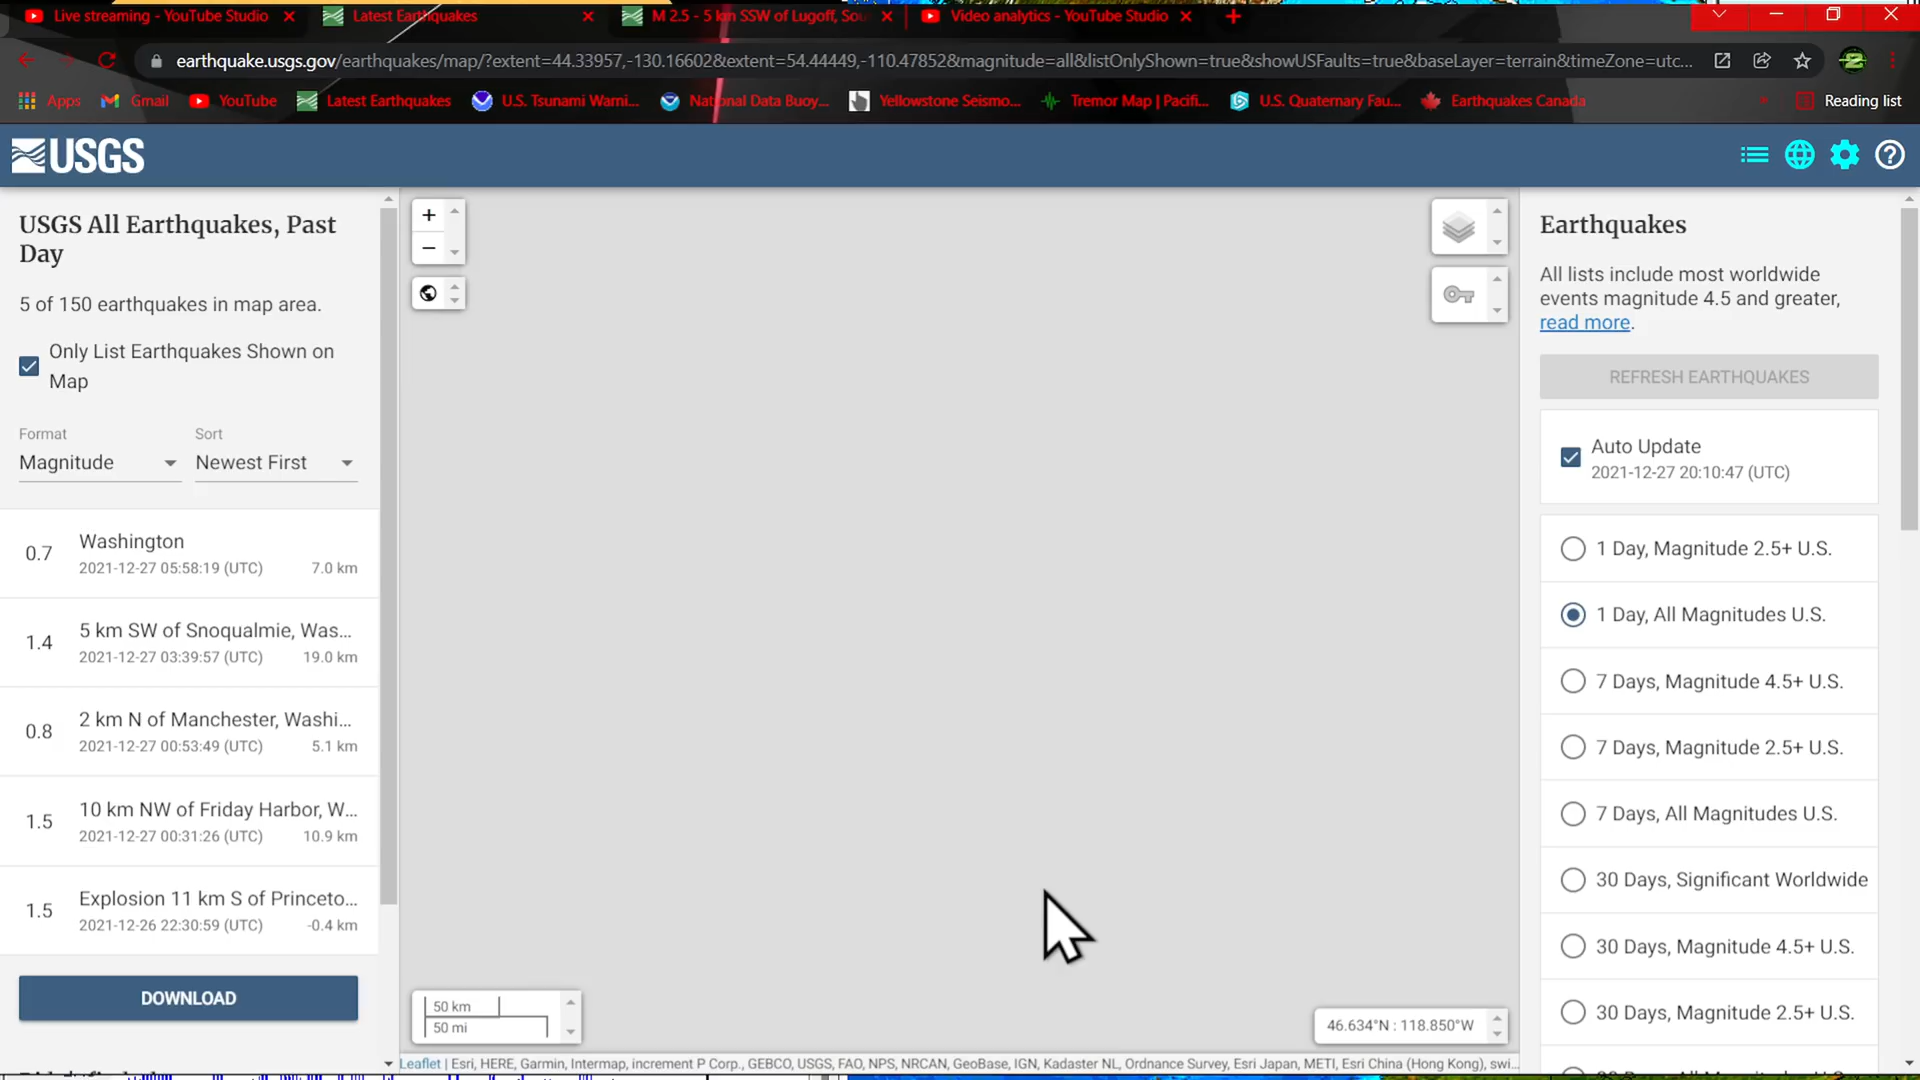 Live streaming - YouTube Studio
Latest Earthquakes
M 2.5 - 5 km SSW of Lugoff, Sou
Video analytics - YouTube Studio
earthquake.usgs.gov/earthquakes/map/?extent=44.33957,-130.16602&extent=54.44449,-110.47852&magnitude=all&listOnlyShown=true&showUSFaults=true&baseLayer=terrain&timeZone=utc...
Apps
Gmail
YouTube
Latest Earthquakes
U.S. Tsunami Warni...
National Data Buoy...
Yellowstone Seismo...
Tremor Map | Pacifi...
U.S. Quaternary Fau...
Earthquakes Canada
Reading list
USGS
USGS All Earthquakes, Past
Day
5 of 150 earthquakes in map area.
Only List Earthquakes Shown on
Map
Format
Sort
Magnitude
Newest First
0.7
Washington
2021-12-27 05:58:19 (UTC) 7.0 km
1.4
5 km SW of Snoqualmie, Was...
2021-12-27 03:39:57 (UTC) 19.0 km
0.8
2 km N of Manchester, Washi...
2021-12-27 00:53:49 (UTC) 5.1 km
1.5
10 km NW of Friday Harbor, W...
2021-12-27 00:31:26 (UTC) 10.9 km
1.5
Explosion 11 km S of Princeto...
2021-12-26 22:30:59 (UTC) -0.4 km
DOWNLOAD
+
−
50 km
50 mi
46.634°N : 118.850°W
Leaflet | Esri, HERE, Garmin, Intermap, increment P Corp., GEBCO, USGS, FAO, NPS, NRCAN, GeoBase, IGN, Kadaster NL, Ordnance Survey, Esri Japan, METI, Esri China (Hong Kong), swi...
Earthquakes
All lists include most worldwide
events magnitude 4.5 and greater,
read more.
REFRESH EARTHQUAKES
Auto Update
2021-12-27 20:10:47 (UTC)
1 Day, Magnitude 2.5+ U.S.
1 Day, All Magnitudes U.S.
7 Days, Magnitude 4.5+ U.S.
7 Days, Magnitude 2.5+ U.S.
7 Days, All Magnitudes U.S.
30 Days, Significant Worldwide
30 Days, Magnitude 4.5+ U.S.
30 Days, Magnitude 2.5+ U.S.